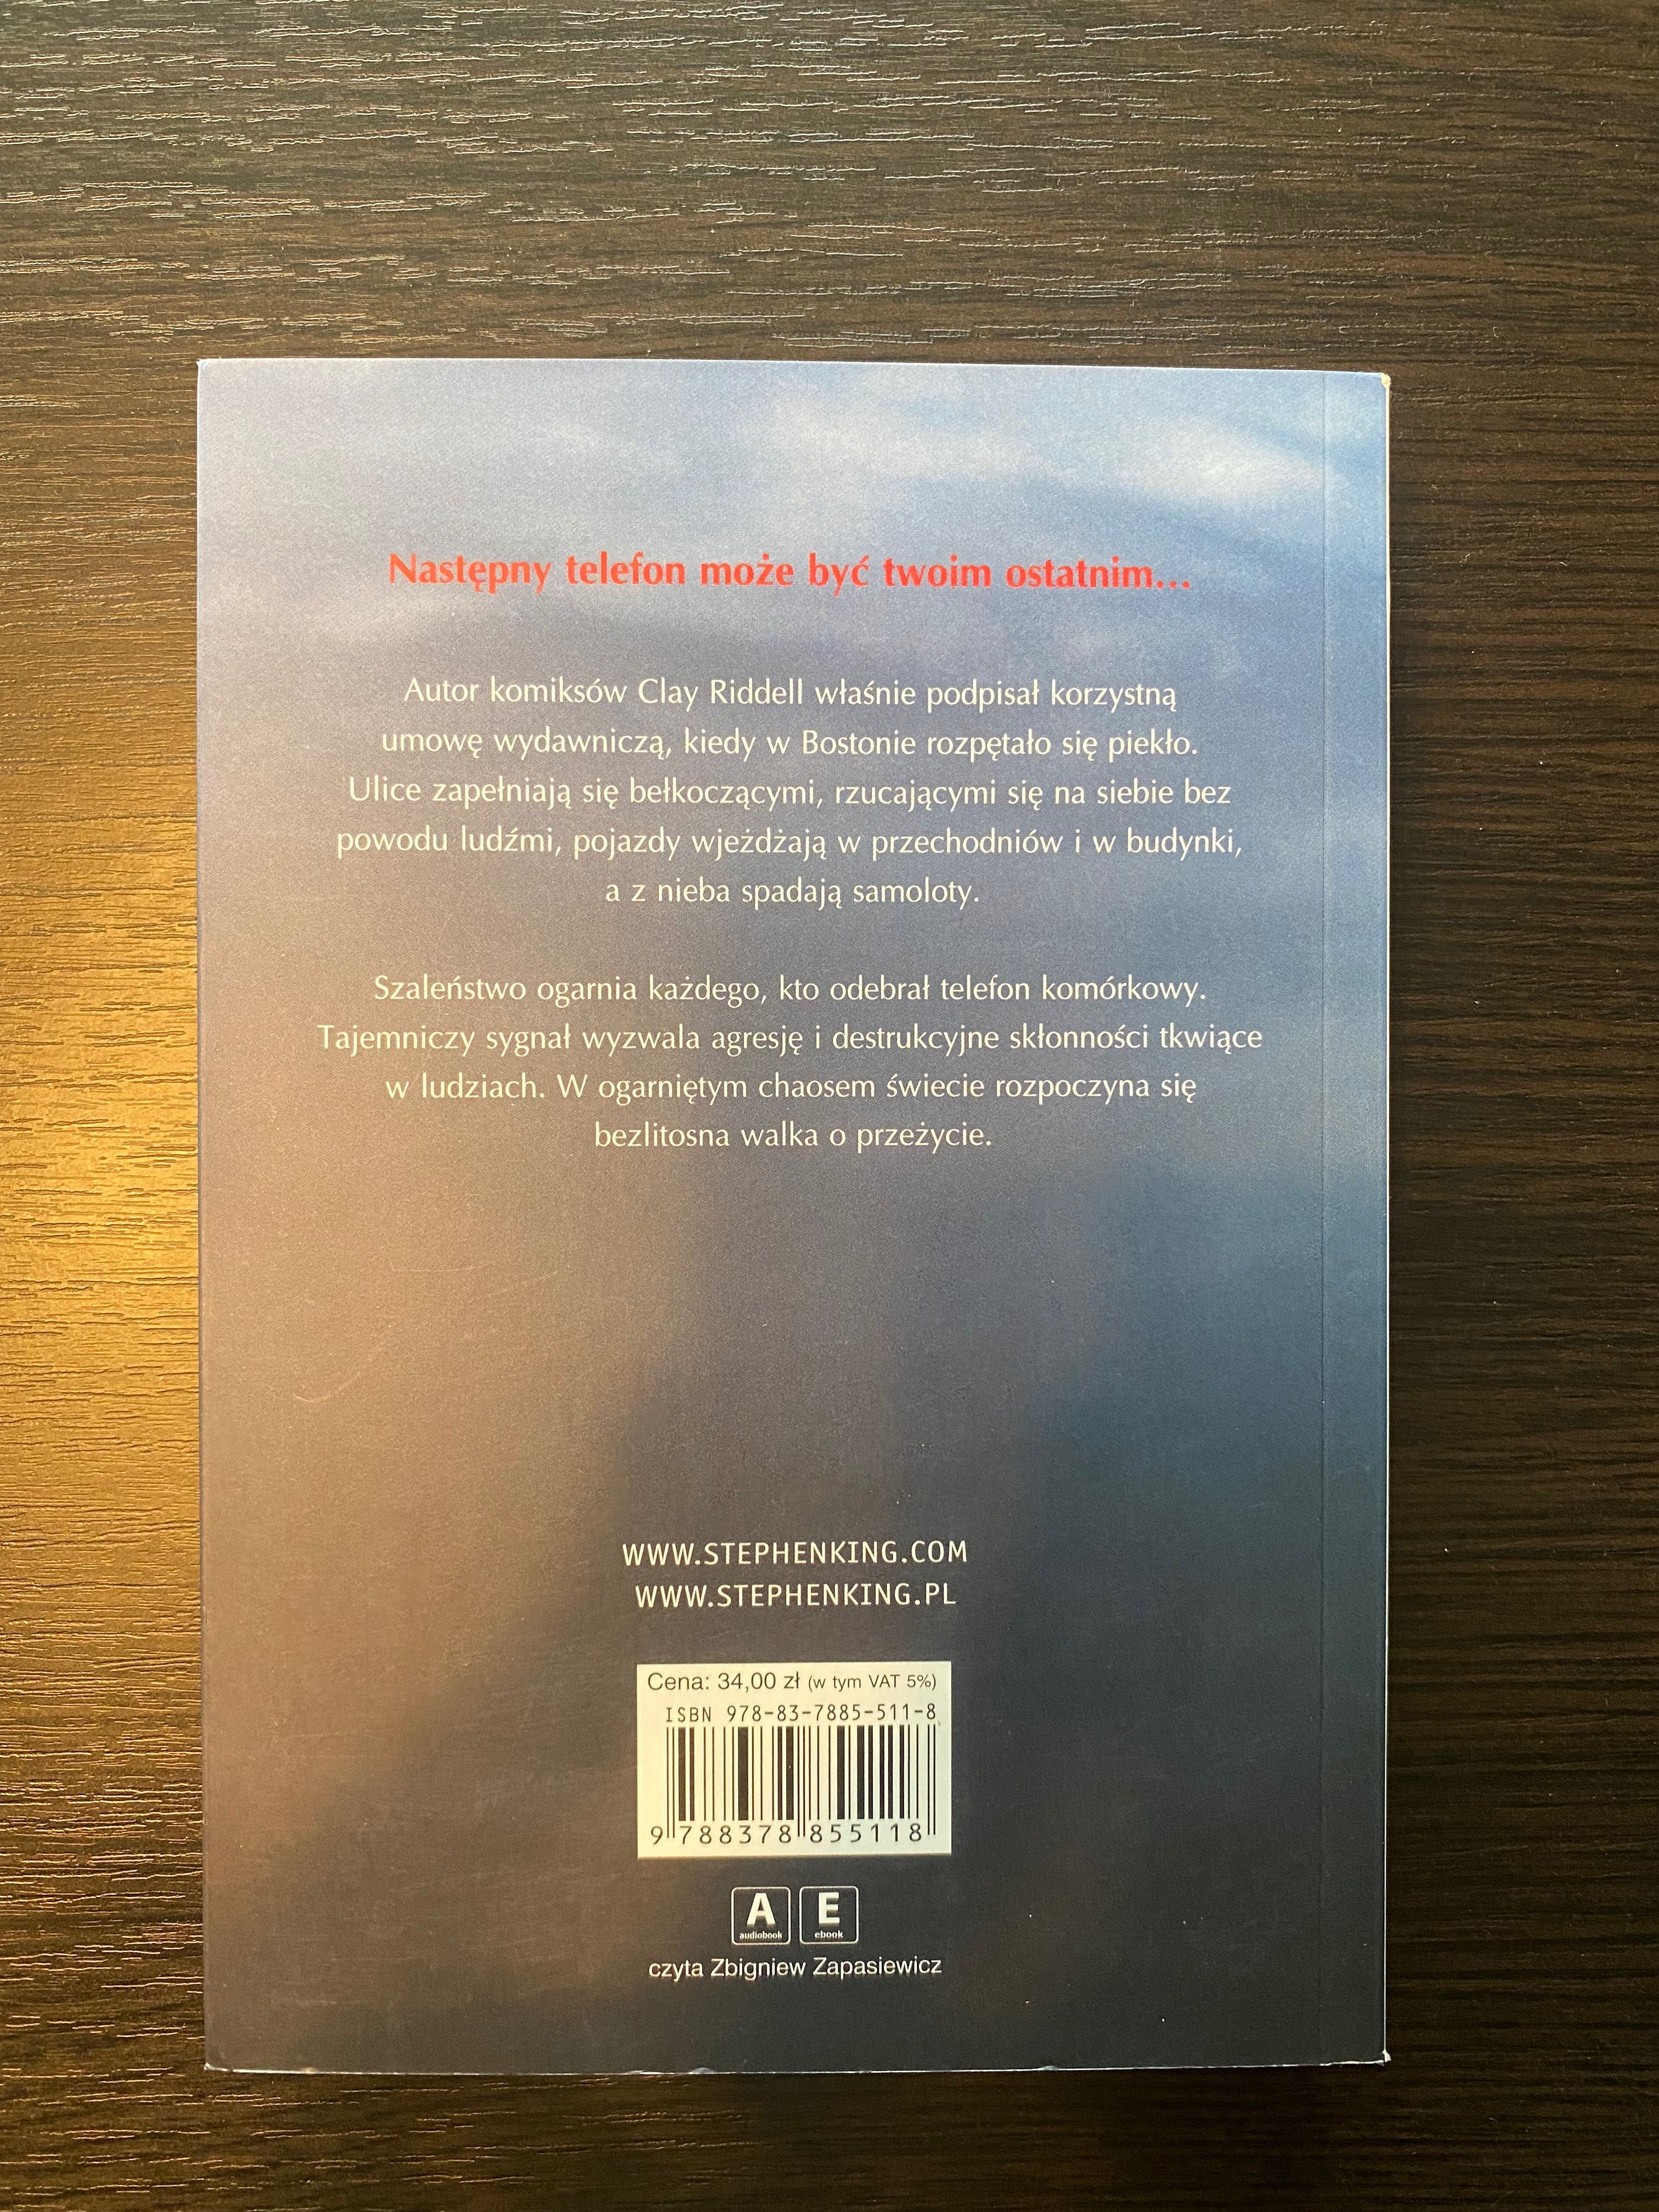 Następny telefon może być twoim ostatnim...
Autor komiksów Clay Riddell właśnie podpisał korzystną
umowę wydawniczą, kiedy w Bostonie rozpętało się piekło.
Ulice zapełniają się bełkoczącymi, rzucającymi się na siebie bez
powodu ludźmi, pojazdy wjeżdżają w przechodniów i w budynki,
a z nieba spadają samoloty.
Szaleństwo ogarnia każdego, kto odebrał telefon komórkowy.
Tajemniczy sygnał wyzwala agresję i destrukcyjne skłonności tkwiące
w ludziach. W ogarniętym chaosem świecie rozpoczyna się
bezlitosna walka o przeżycie.
WWW.STEPHENKING.COM
WWW.STEPHENKING.PL
Cena: 34,00 zł (w tym VAT 5%)
ISBN 978-83-7885-511-8
9 788378 855118
A E
audiobook ebook
czyta Zbigniew Zapasiewicz